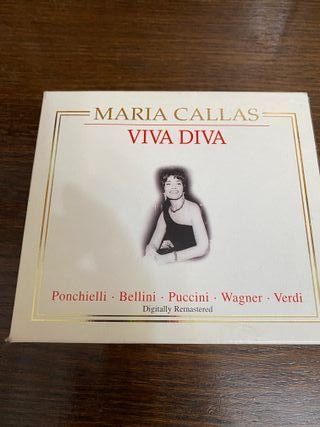 MARIA CALLAS
VIVA DIVA
Ponchielli · Bellini · Puccini · Wagner · Verdi
Digitally Remastered